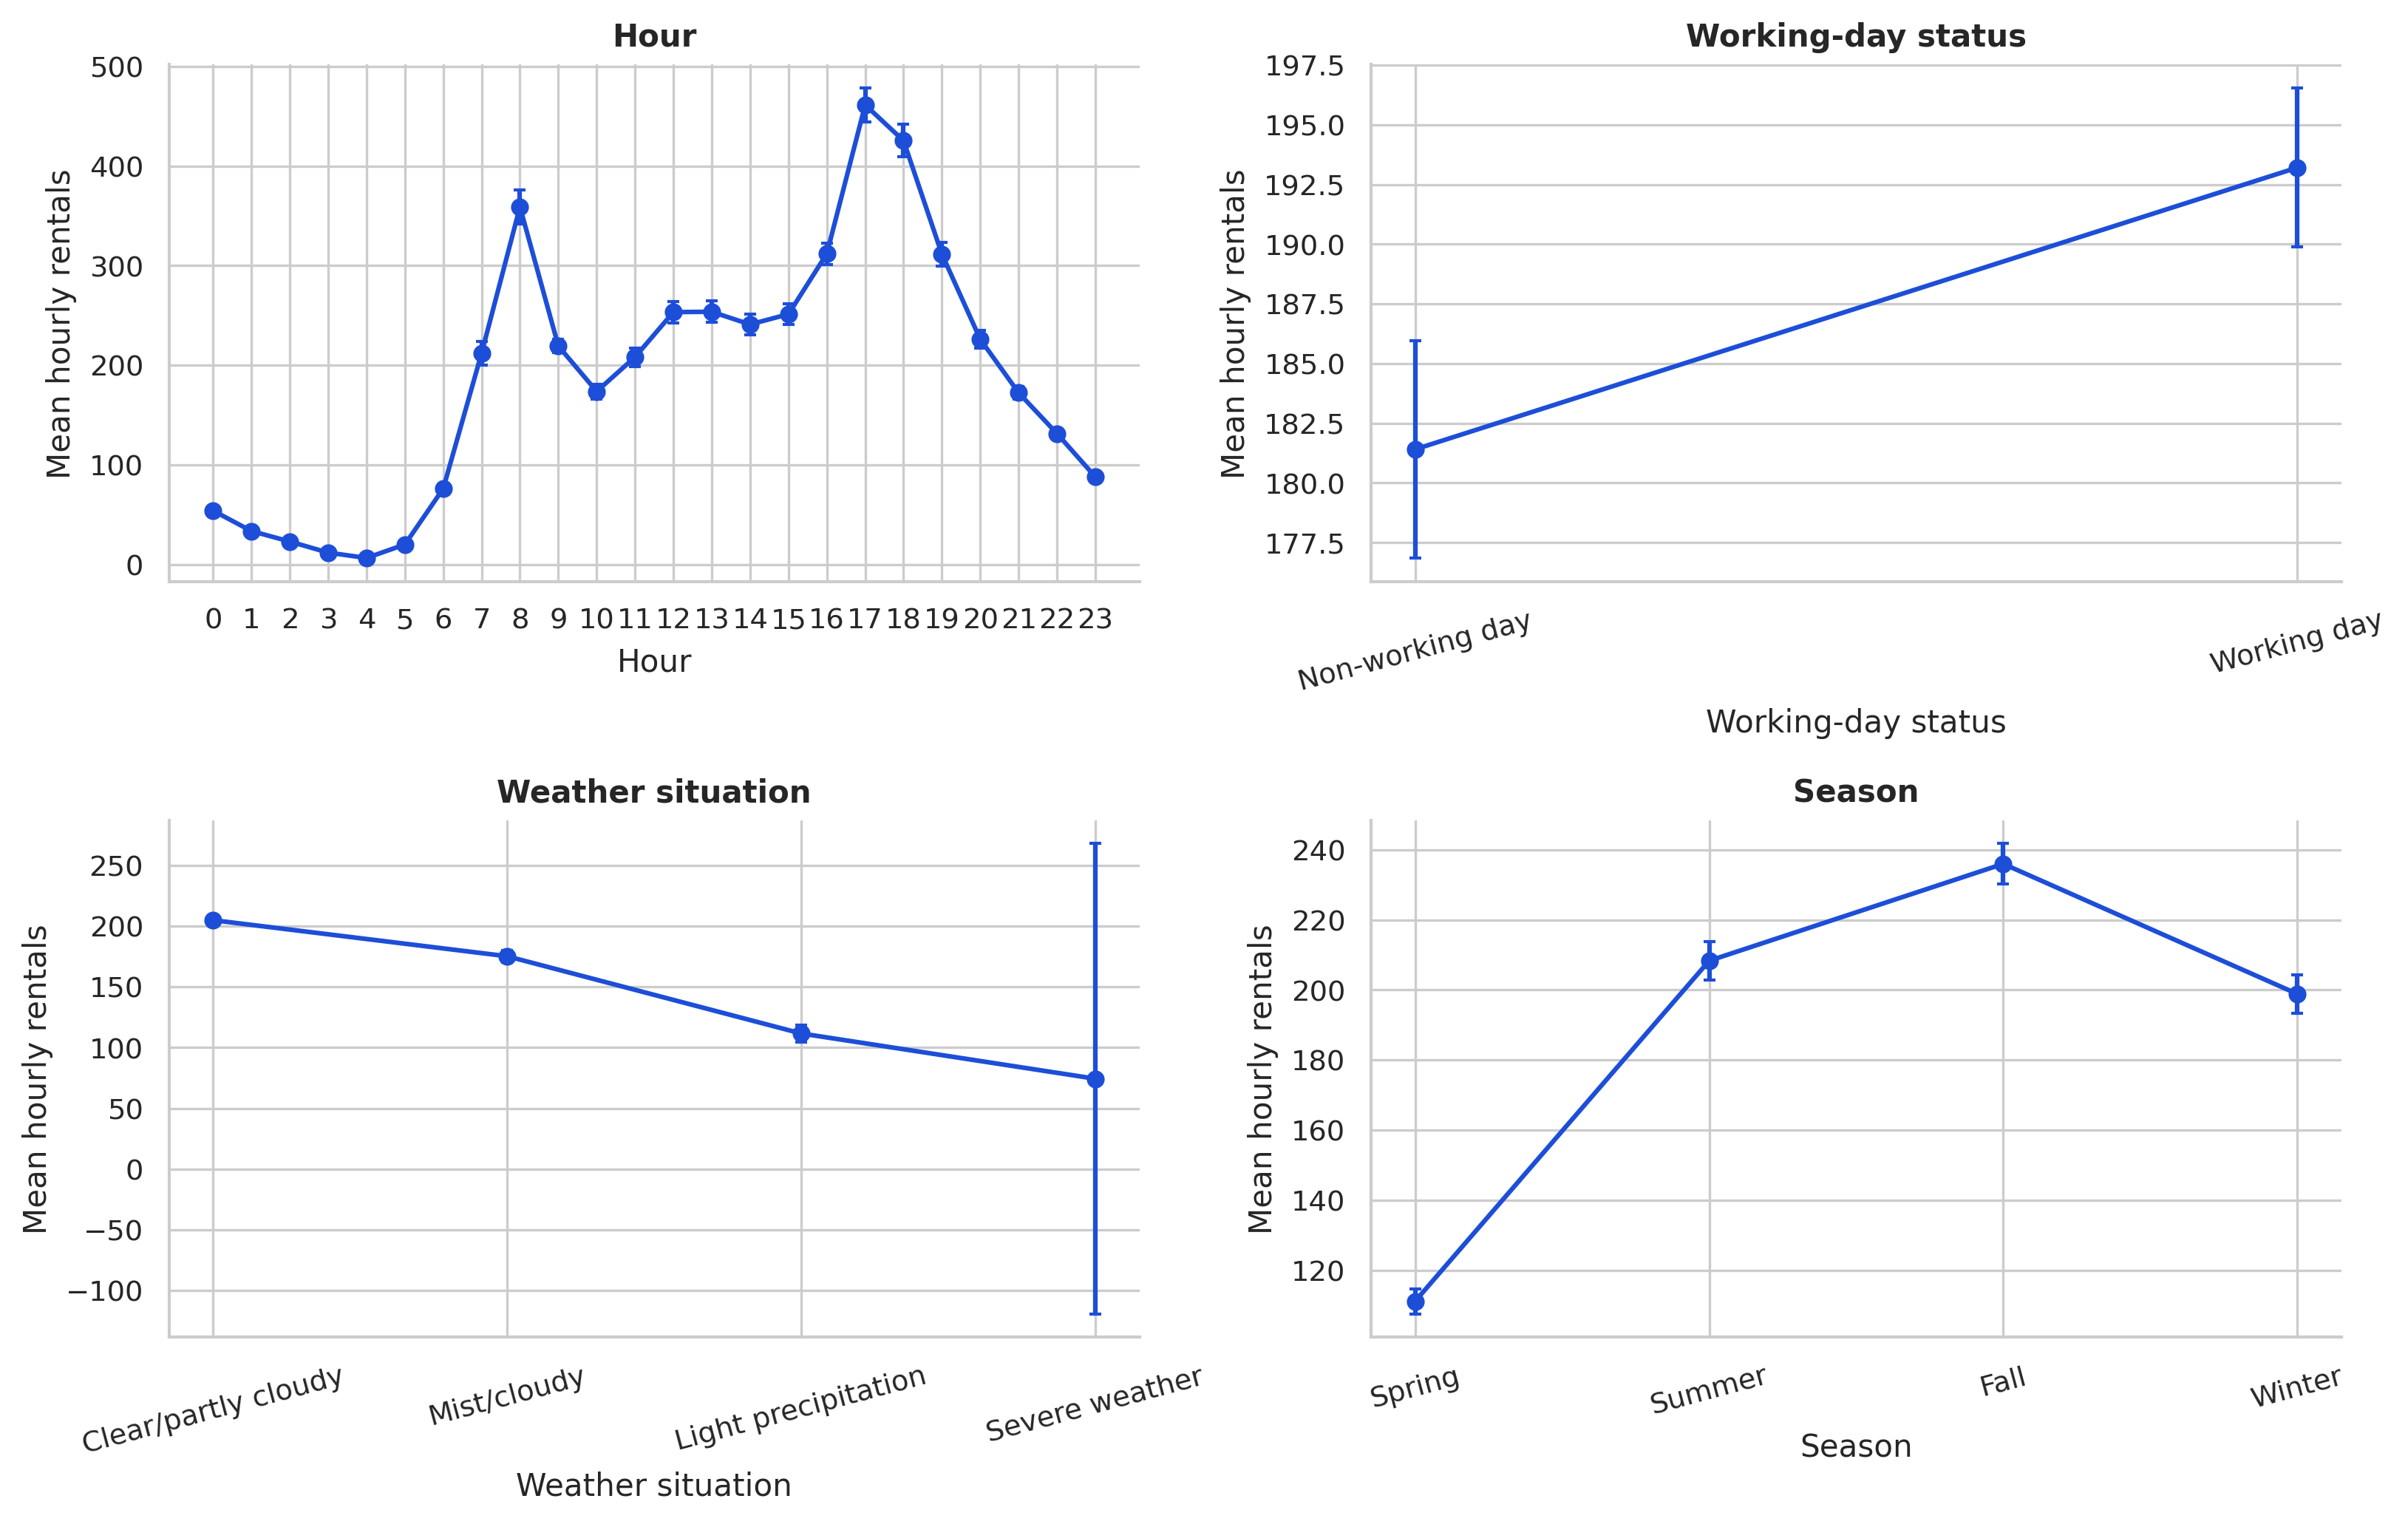 Hour
500
400
300
200
100
0
Mean hourly rentals
0 1 2 3 4 5 6 7 8 9 10 11 12 13 14 15 16 17 18 19 20 21 22 23
Hour
Working-day status
197.5
195.0
192.5
190.0
187.5
185.0
182.5
180.0
177.5
Mean hourly rentals
Non-working day Working day
Working-day status
Weather situation
250
200
150
100
50
0
−50
−100
Mean hourly rentals
Clear/partly cloudy Mist/cloudy Light precipitation Severe weather
Weather situation
Season
240
220
200
180
160
140
120
Mean hourly rentals
Spring Summer Fall Winter
Season